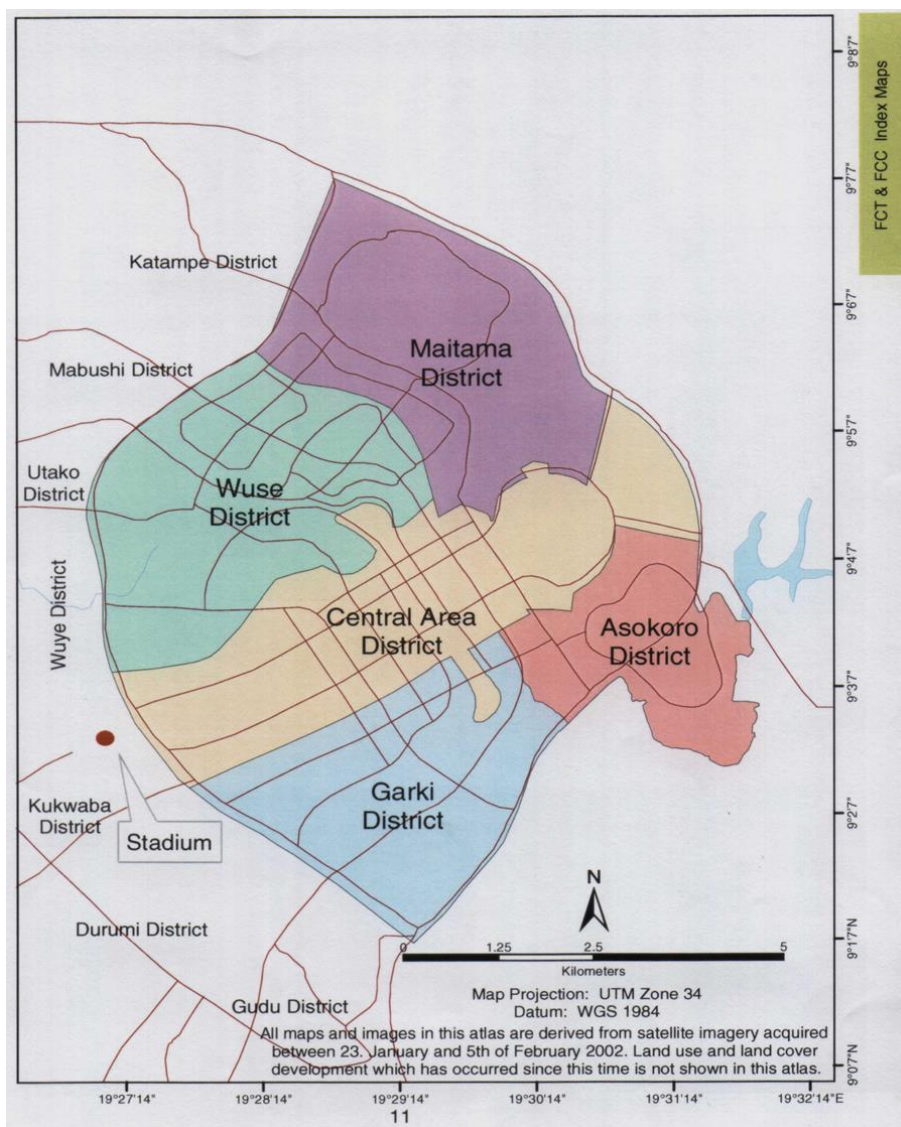 FCT & FCC Index Maps
9°8'7"
9°7'7"
9°6'7"
9°5'7"
9°4'7"
9°3'7"
9°2'7"
9°1'7"N
9°0'7"N
Katampe District
Maitama
District
Mabushi District
Utako
District
Wuse
District
Wuye District
Central Area
District
Asokoro
District
Garki
District
Kukwaba
District
Stadium
Durumi District
Gudu District
N
0 1.25 2.5 5
Kilometers
Map Projection: UTM Zone 34
Datum: WGS 1984
All maps and images in this atlas are derived from satellite imagery acquired
between 23. January and 5th of February 2002. Land use and land cover
development which has occurred since this time is not shown in this atlas.
19°27'14" 19°28'14" 19°29'14" 19°30'14" 19°31'14" 19°32'14"E
11